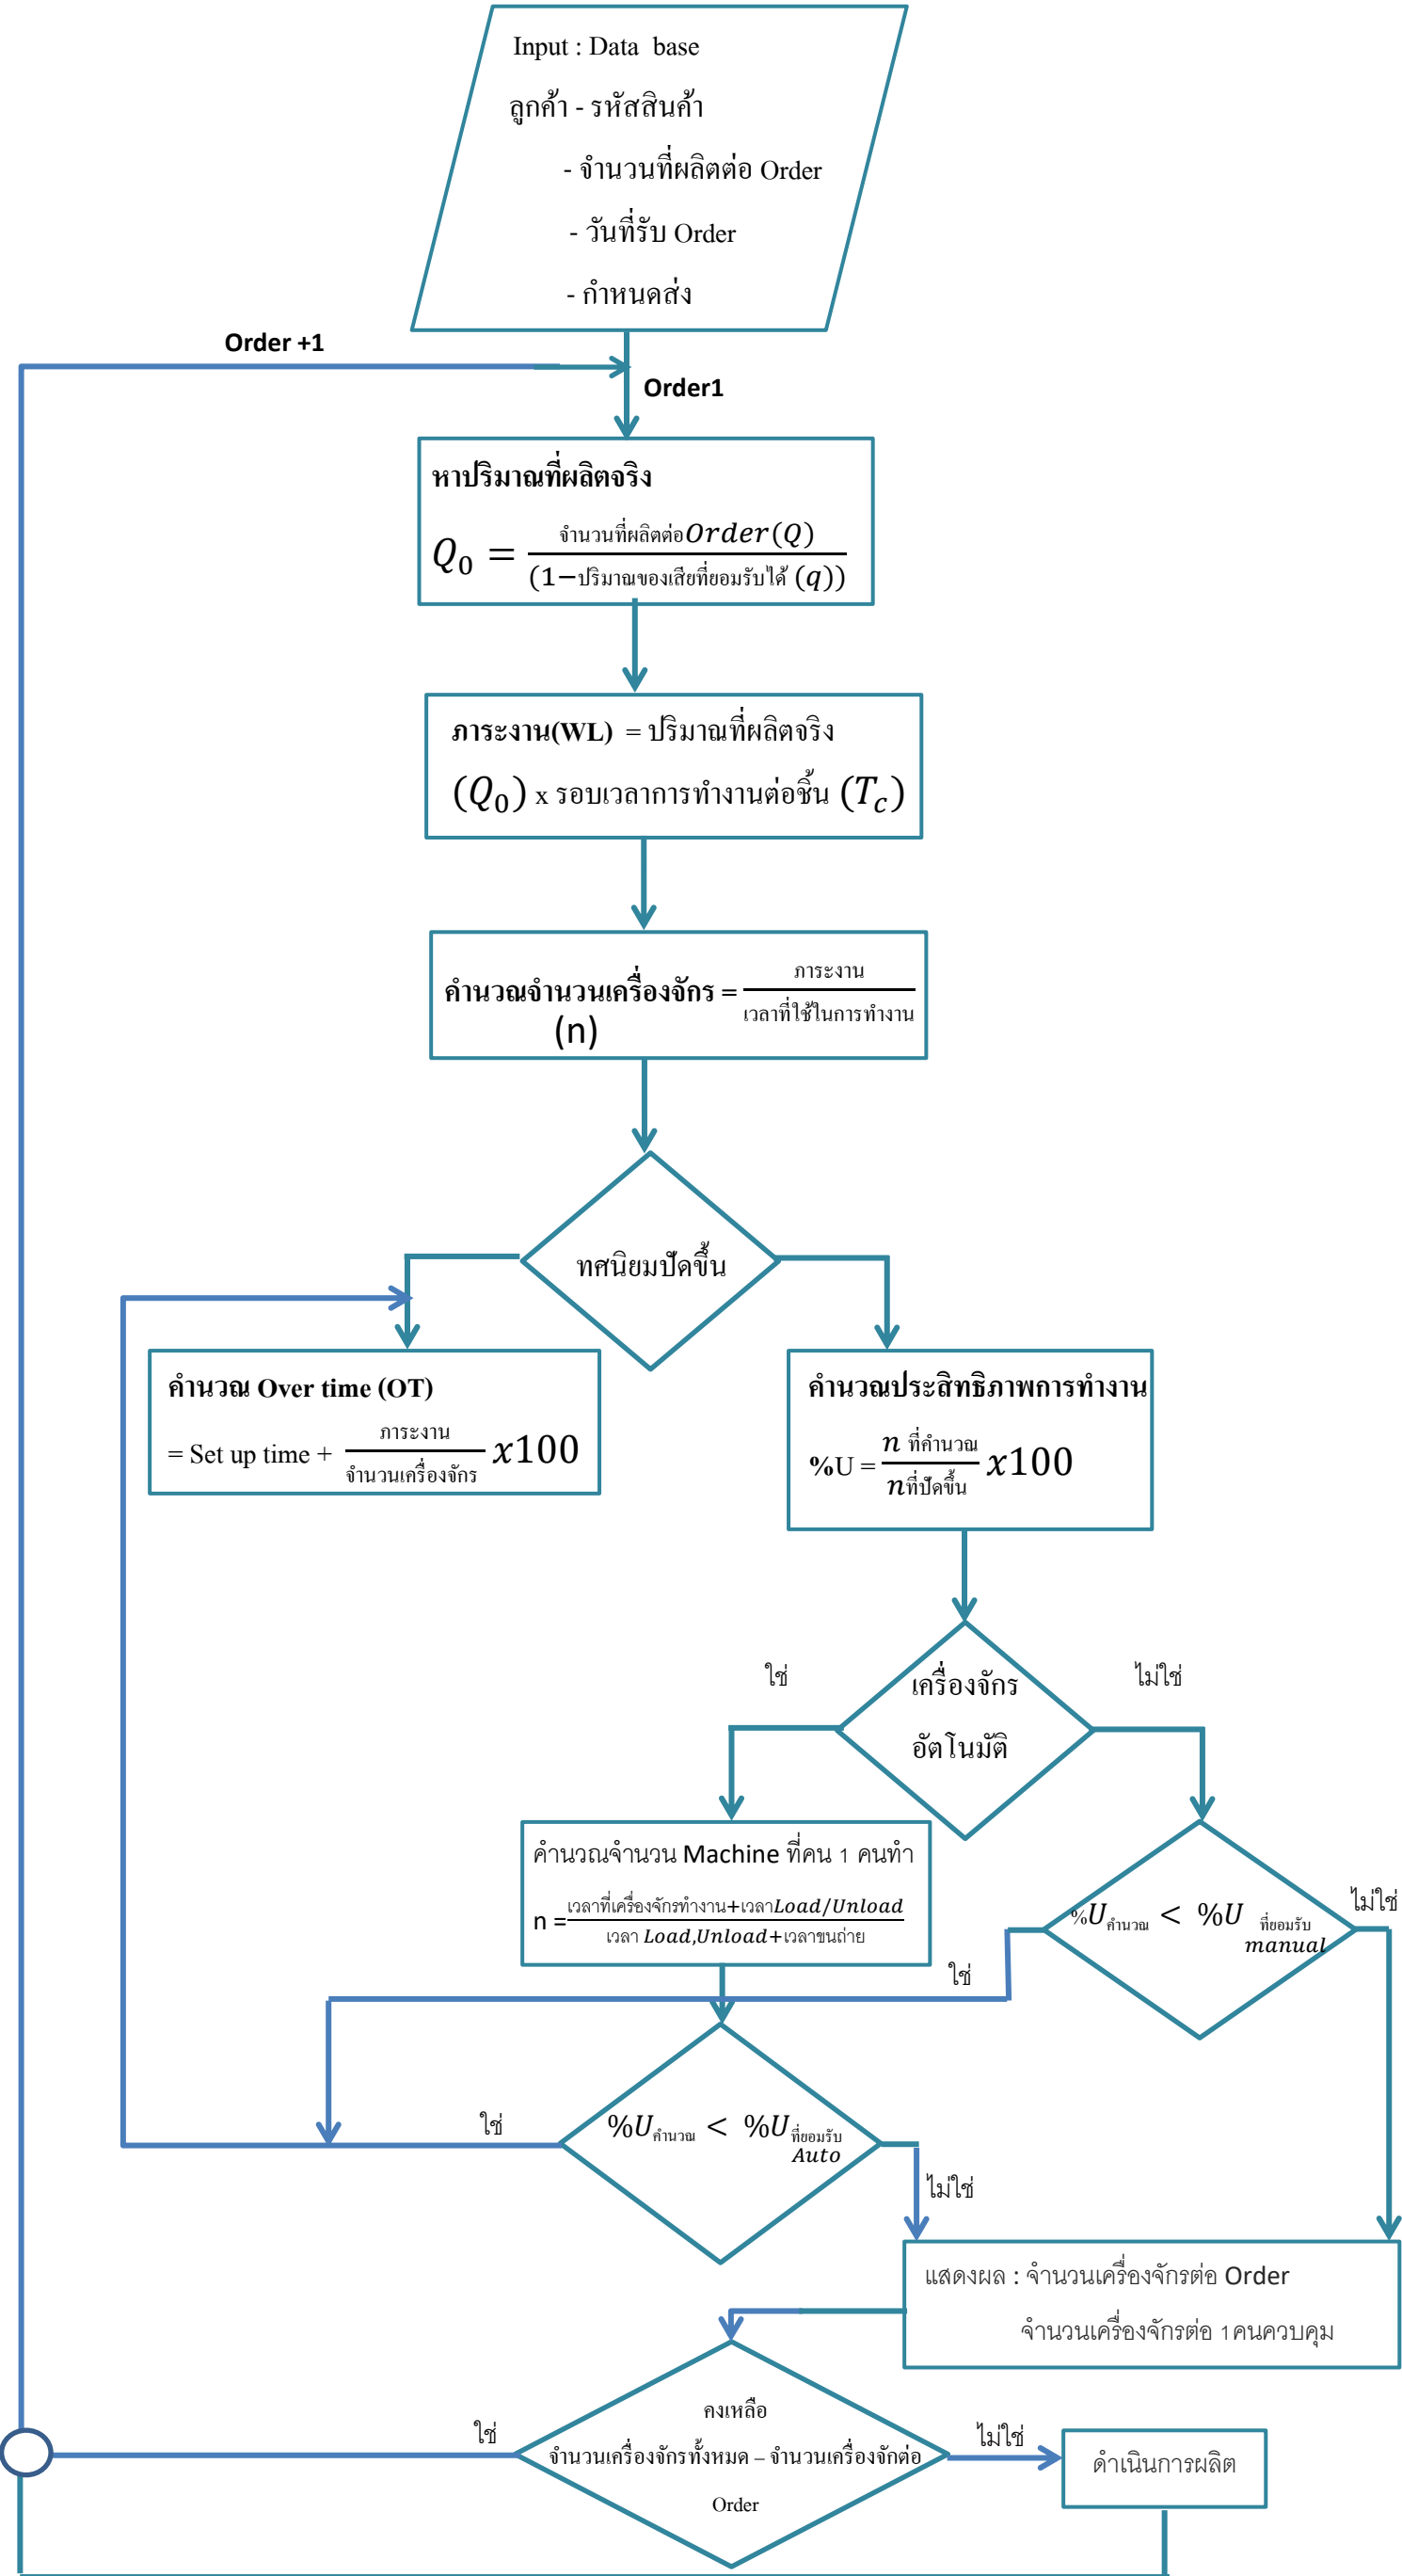 Input : Data base
ลูกค้า - รหัสสินค้า
- จำนวนที่ผลิตต่อ Order
- วันที่รับ Order
- กำหนดส่ง
Order +1
Order1
หาปริมาณที่ผลิตจริง
Q₀ = จำนวนที่ผลิตต่อOrder(Q)
(1−ปริมาณของเสียที่ยอมรับได้ (q))
ภาระงาน(WL) = ปริมาณที่ผลิตจริง
(Q₀) x รอบเวลาการทำงานต่อชิ้น (T_c)
คำนวณจำนวนเครื่องจักร = ภาระงาน
เวลาที่ใช้ในการทำงาน
(n)
ทศนิยมปัดขึ้น
คำนวณ Over time (OT)
= Set up time + ภาระงาน
จำนวนเครื่องจักร x100
คำนวณประสิทธิภาพการทำงาน
%U = n ที่คำนวณ
nที่ปัดขึ้น x100
ใช่
เครื่องจักร
อัตโนมัติ
ไม่ใช่
คำนวณจำนวน Machine ที่คน 1 คนทำ
n = เวลาที่เครื่องจักรทำงาน+เวลาLoad/Unload
เวลา Load,Unload+เวลาขนถ่าย
%U คำนวณ < %U ที่ยอมรับ
manual
ไม่ใช่
ใช่
ใช่
%U คำนวณ < %U ที่ยอมรับ
Auto
ไม่ใช่
แสดงผล : จำนวนเครื่องจักรต่อ Order
จำนวนเครื่องจักรต่อ 1คนควบคุม
ใช่
คงเหลือ
จำนวนเครื่องจักรทั้งหมด – จำนวนเครื่องจักต่อ
Order
ไม่ใช่
ดำเนินการผลิต